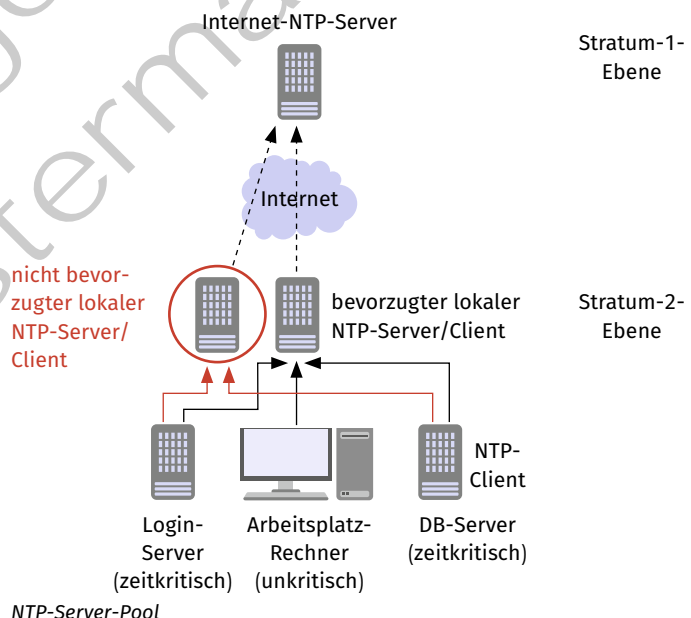 Internet-NTP-Server
Stratum-1-
Ebene
Internet
nicht bevor-
zugter lokaler
NTP-Server/
Client
bevorzugter lokaler
NTP-Server/Client
Stratum-2-
Ebene
NTP-
Client
Login-
Server
(zeitkritisch)
Arbeitsplatz-
Rechner
(unkritisch)
DB-Server
(zeitkritisch)
NTP-Server-Pool